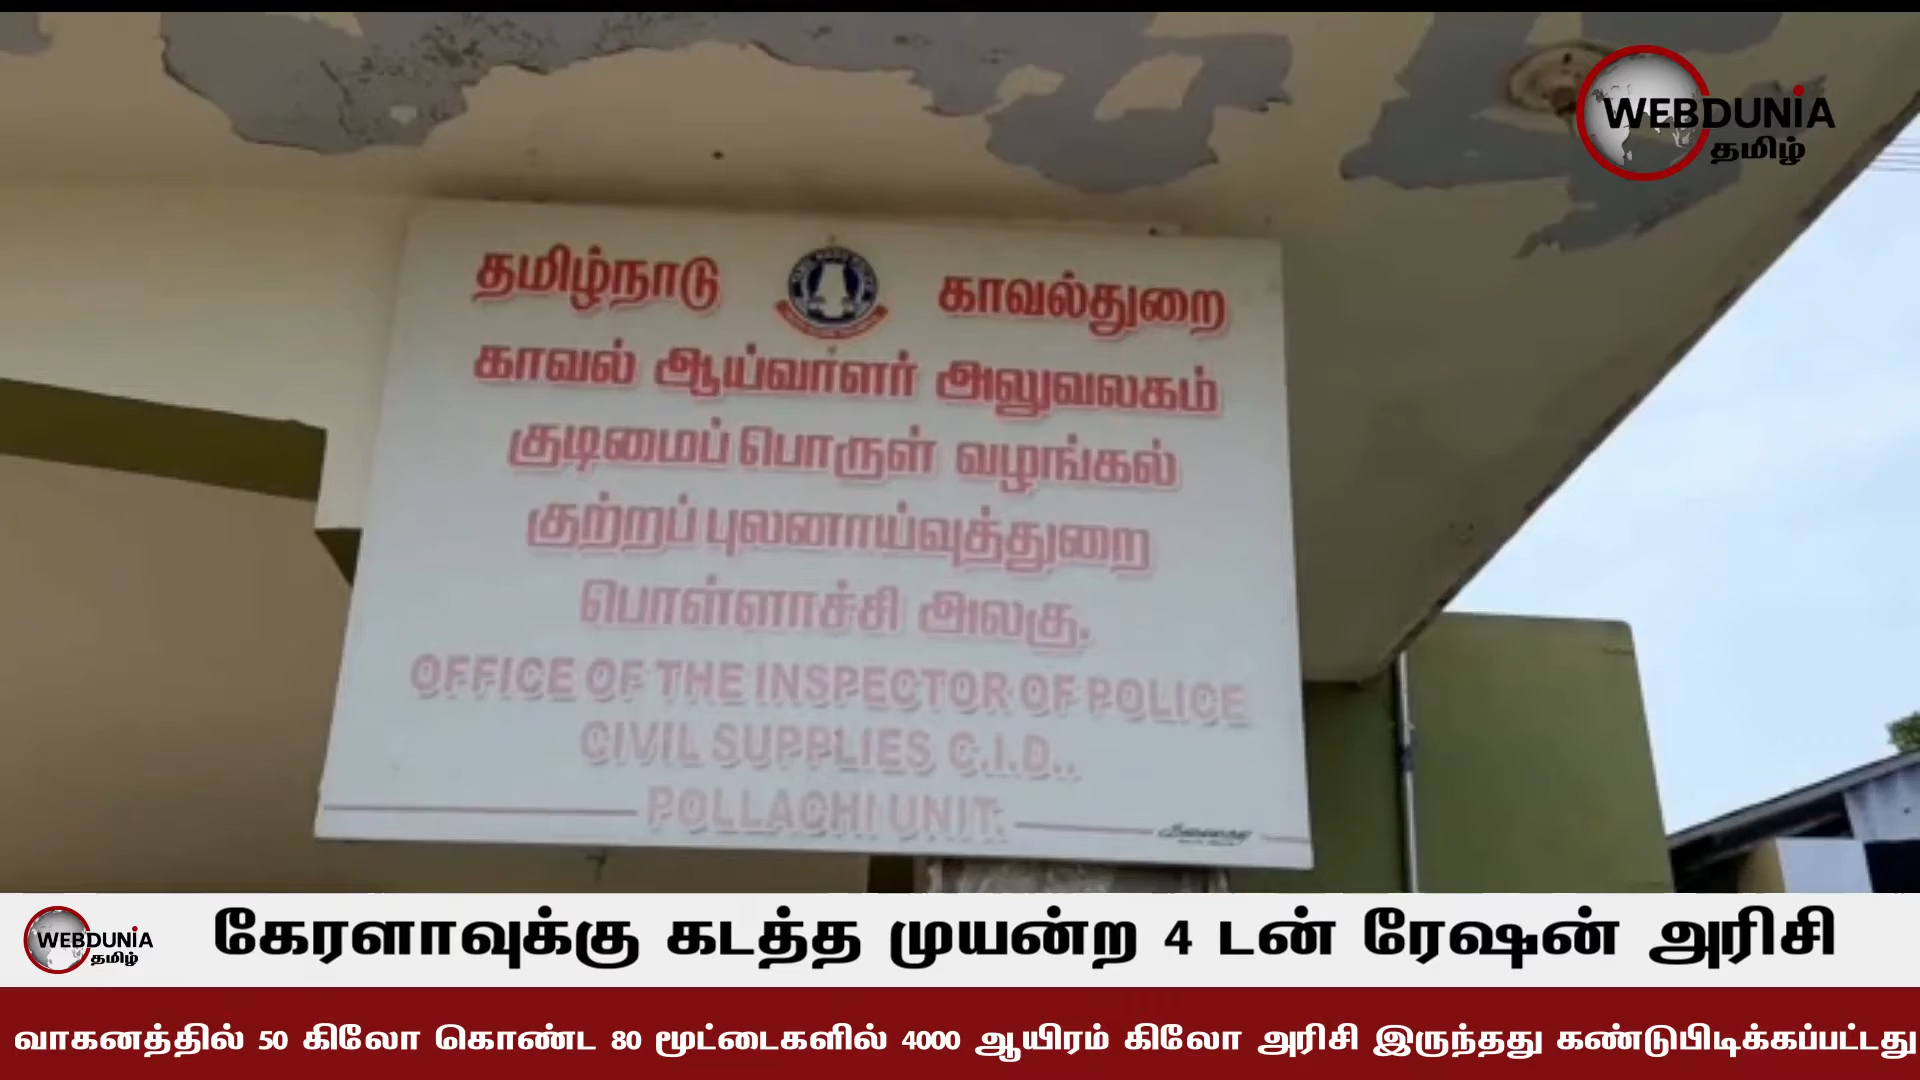 WEBDUNIA
தமிழ்
தமிழ்நாடு காவல்துறை
காவல் ஆய்வாளர் அலுவலகம்
குடிமைப் பொருள் வழங்கல்
குற்றப் புலனாய்வுத்துறை
பொள்ளாச்சி அலகு.
OFFICE OF THE INSPECTOR OF POLICE
CIVIL SUPPLIES C.I.D..
POLLACHI UNIT.
WEBDUNIA
தமிழ்
கேரளாவுக்கு கடத்த முயன்ற 4 டன் ரேஷன் அரிசி
வாகனத்தில் 50 கிலோ கொண்ட 80 மூட்டைகளில் 4000 ஆயிரம் கிலோ அரிசி இருந்தது கண்டுபிடிக்கப்பட்டது